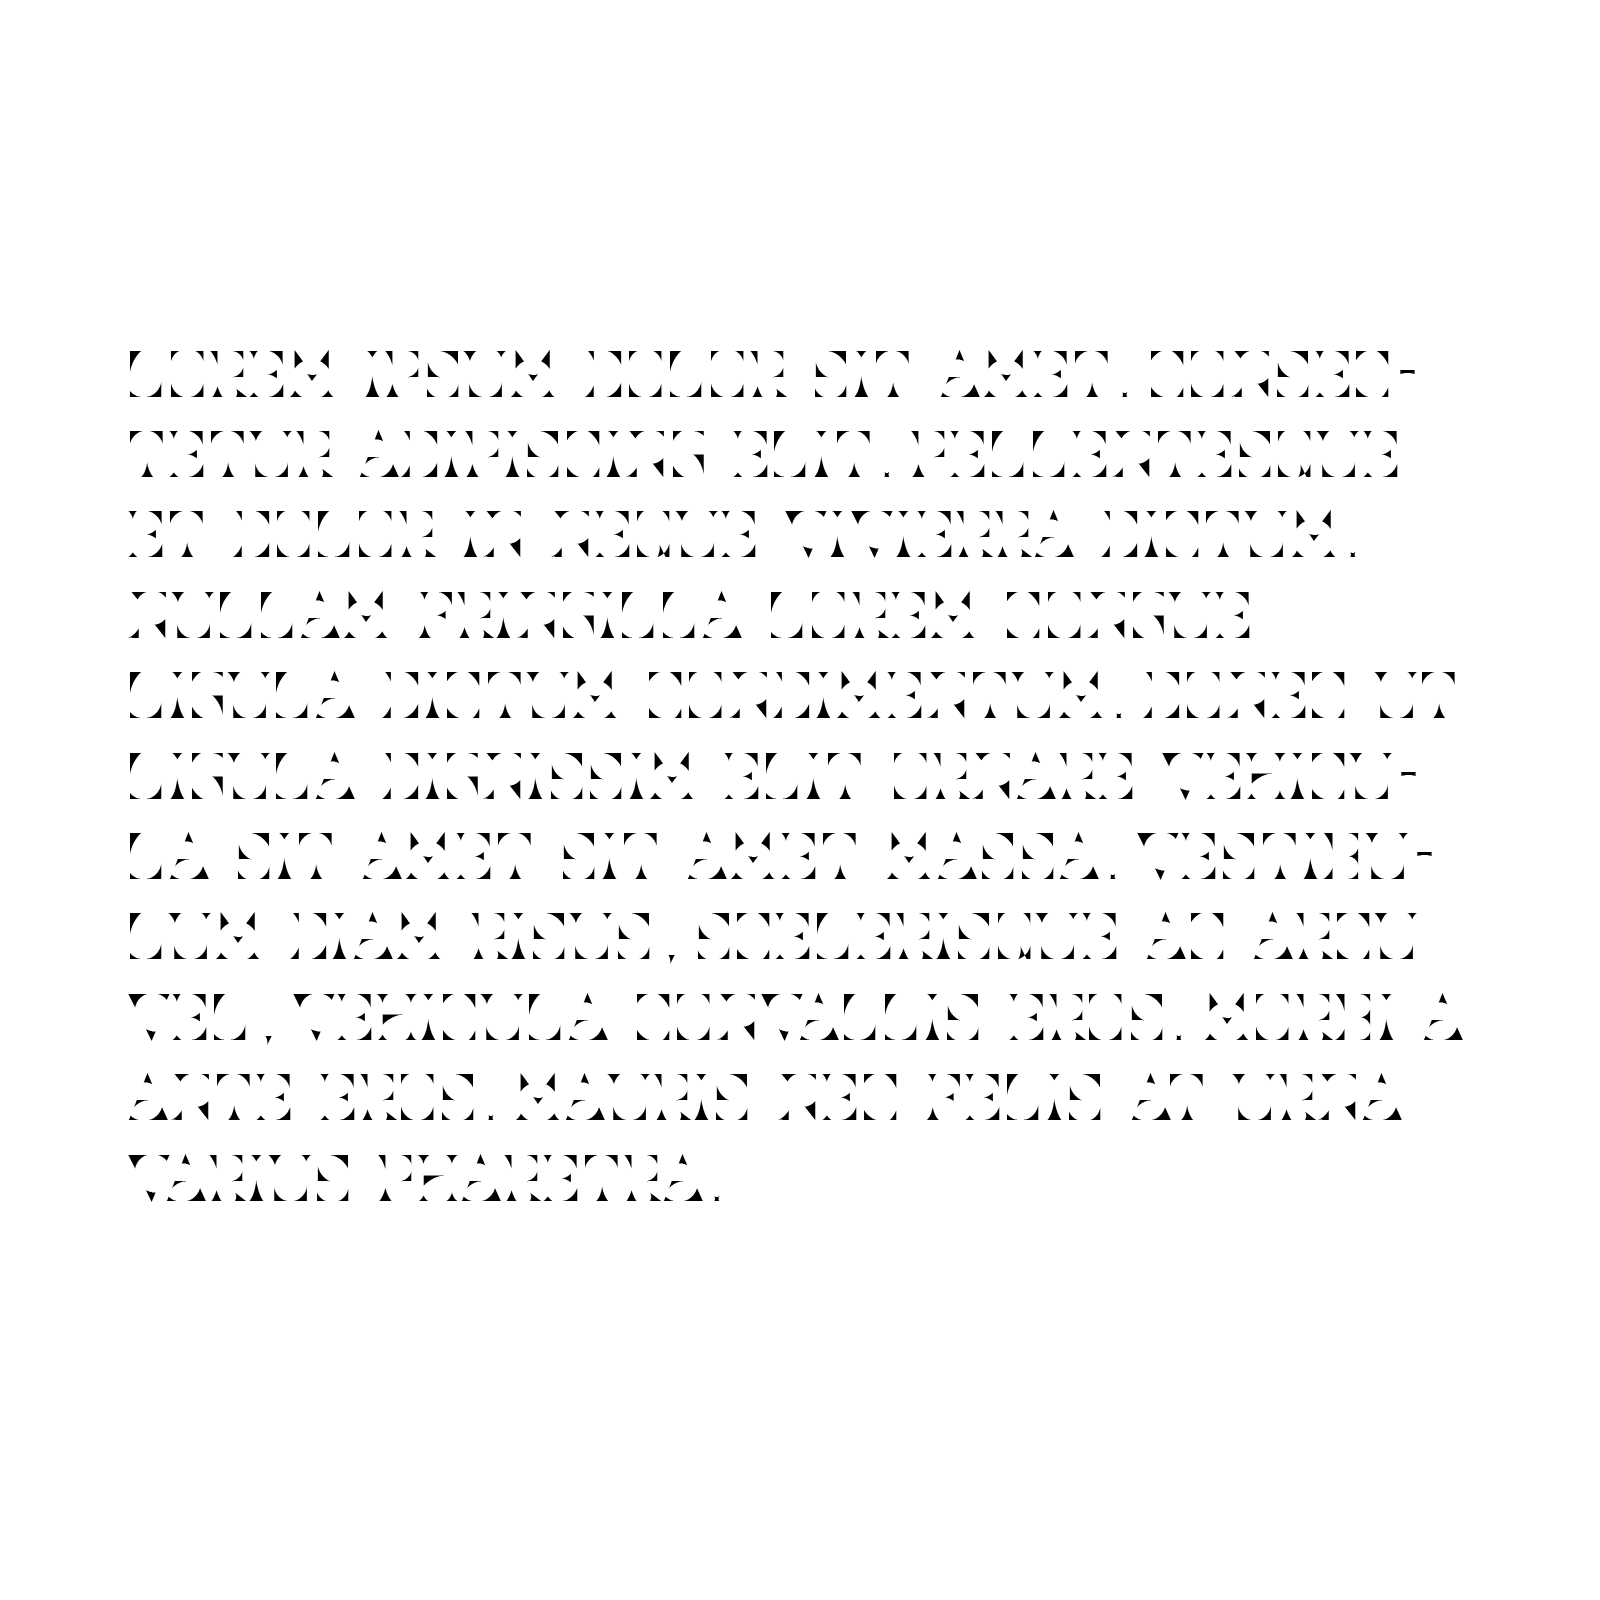 LOREM IPSUM DOLOR SIT AMET. CONSEC-
TETUR ADIPISCING ELIT. PELLENTESQUE
ET DOLOR IN NEQUE VIVERRA DICTUM.
NULLAM FRINGILLA LOREM CONGUE
LIGULA DICTUM CONDIMENTUM. DONEC UT
LIGULA DIGNISSIM ELIT ORNARE VEHICU-
LA SIT AMET SIT AMET MASSA. VESTIBU-
LUM DIAM RISUS, SCELERISQUE AC ARCU
VEL, VEHICULA CONVALLIS EROS. MORBI A
ANTE EROS. MAURIS NEC FELIS AT URNA
VARIUS PHARETRA.